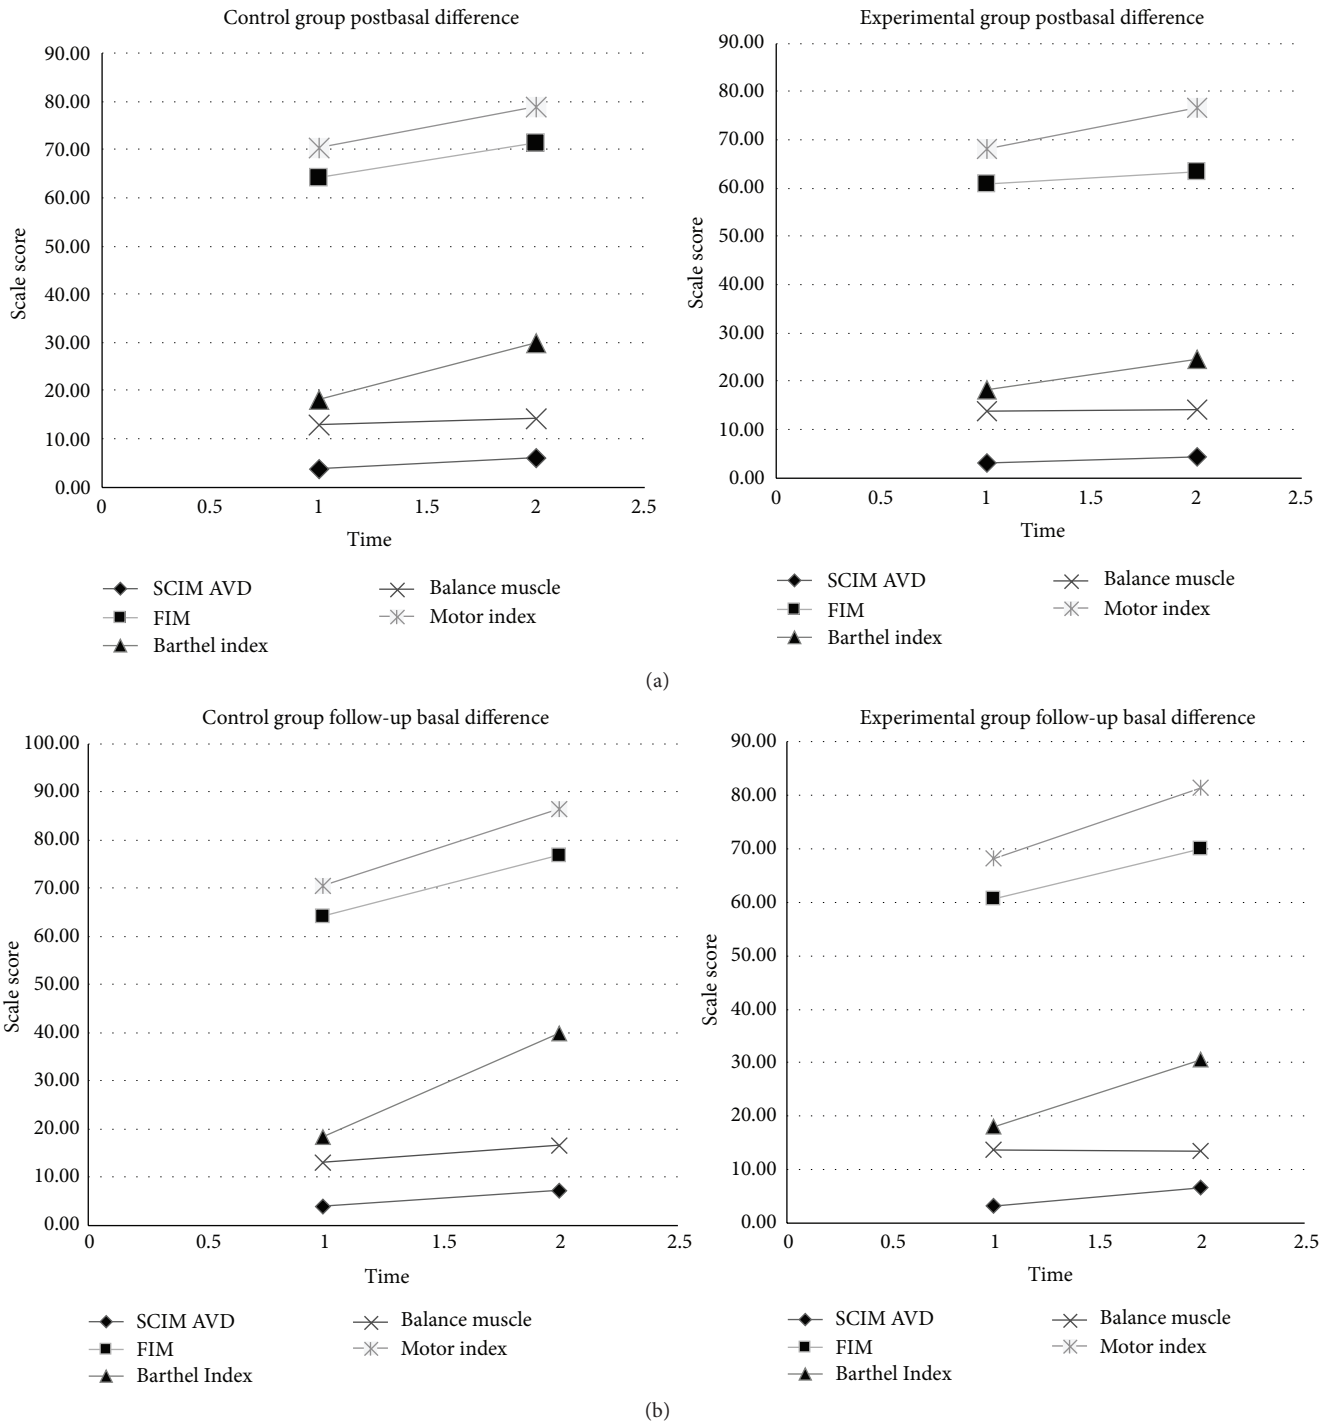 Control group postbasal difference
90.00
80.00
70.00
60.00
50.00
40.00
30.00
20.00
10.00
0.00
Scale score
0 0.5 1 1.5 2 2.5
Time
SCIM AVD
FIM
Barthel index
Balance muscle
Motor index
Experimental group postbasal difference
90.00
80.00
70.00
60.00
50.00
40.00
30.00
20.00
10.00
0.00
Scale score
0 0.5 1 1.5 2 2.5
Time
SCIM AVD
FIM
Barthel index
Balance muscle
Motor index
(a)
Control group follow-up basal difference
100.00
90.00
80.00
70.00
60.00
50.00
40.00
30.00
20.00
10.00
0.00
Scale score
0 0.5 1 1.5 2 2.5
Time
SCIM AVD
FIM
Barthel Index
Balance muscle
Motor index
Experimental group follow-up basal difference
90.00
80.00
70.00
60.00
50.00
40.00
30.00
20.00
10.00
0.00
Scale score
0 0.5 1 1.5 2 2.5
Time
SCIM AVD
FIM
Barthel Index
Balance muscle
Motor index
(b)